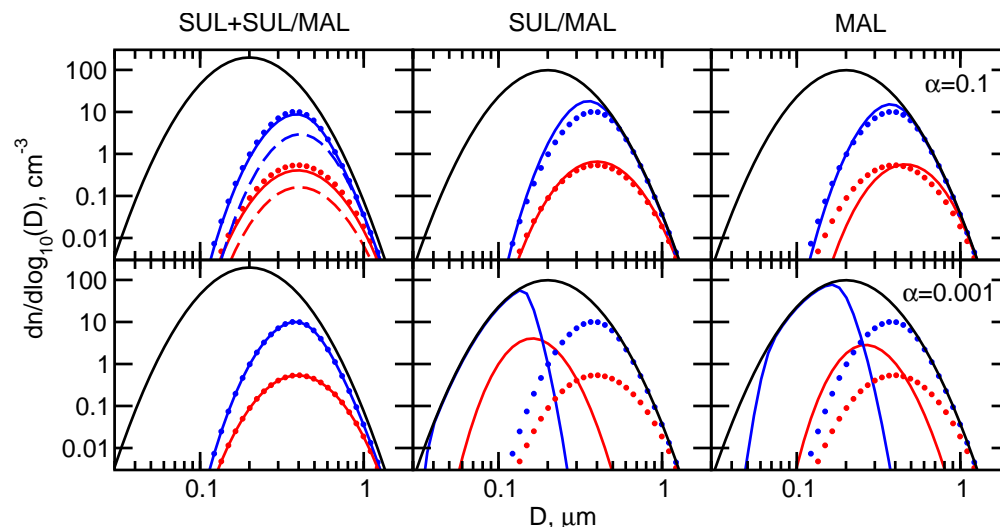 SUL+SUL/MAL SUL/MAL MAL
100
10
1
0.1
0.01
α=0.1
dn/dlog₁₀(D), cm⁻³
100
10
1
0.1
0.01
α=0.001
0.1 1 0.1 1 0.1 1
D, μm